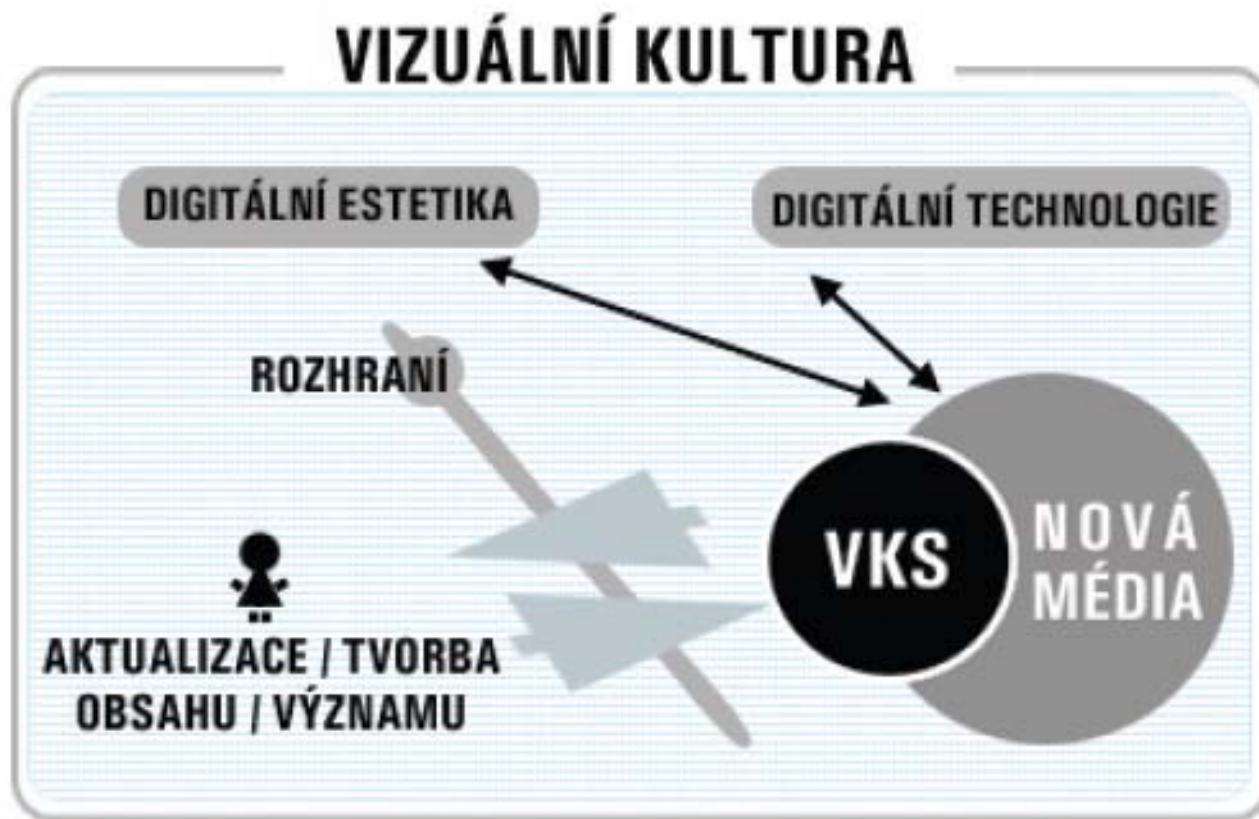 VIZUÁLNÍ KULTURA
DIGITÁLNÍ ESTETIKA
DIGITÁLNÍ TECHNOLOGIE
ROZHRANÍ
VKS
NOVÁ
MÉDIA
AKTUALIZACE / TVORBA
OBSAHU / VÝZNAMU